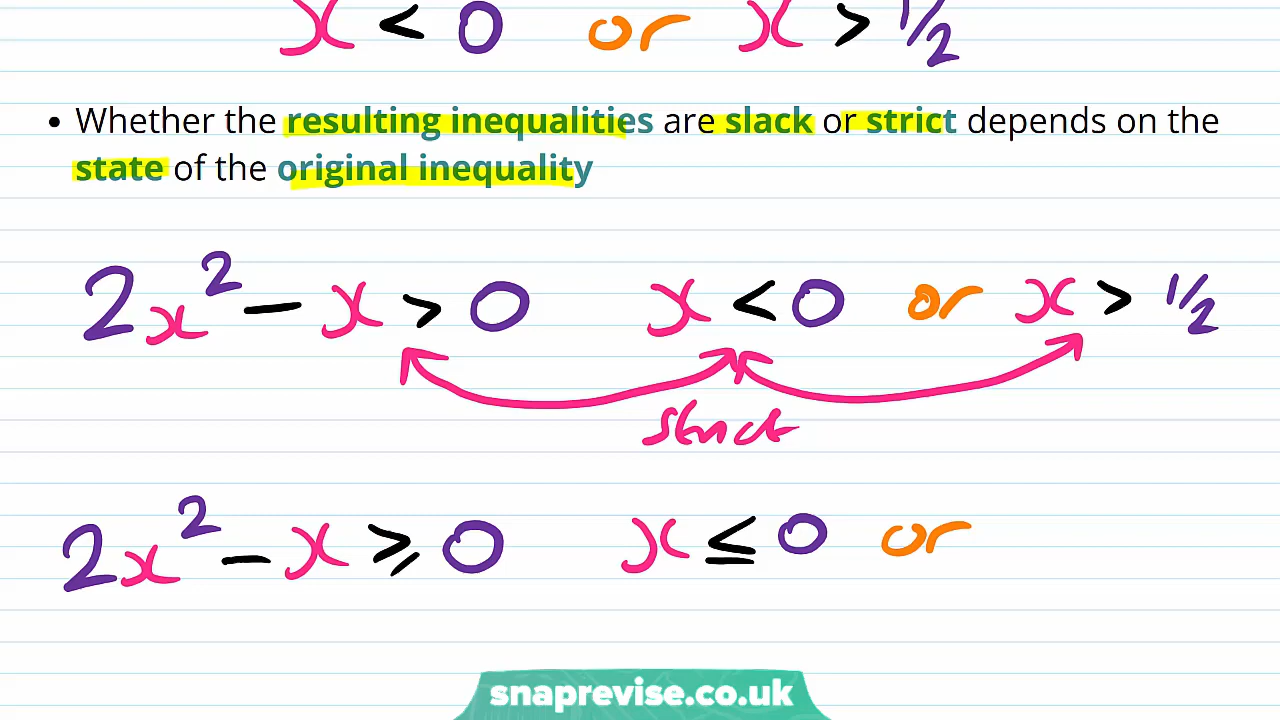 x < 0 or x > 1/2
• Whether the resulting inequalities are slack or strict depends on the
state of the original inequality
2x² - x > 0 x < 0 or x > 1/2
strict
2x² - x ≥ 0 x ≤ 0 or
snaprevise.co.uk